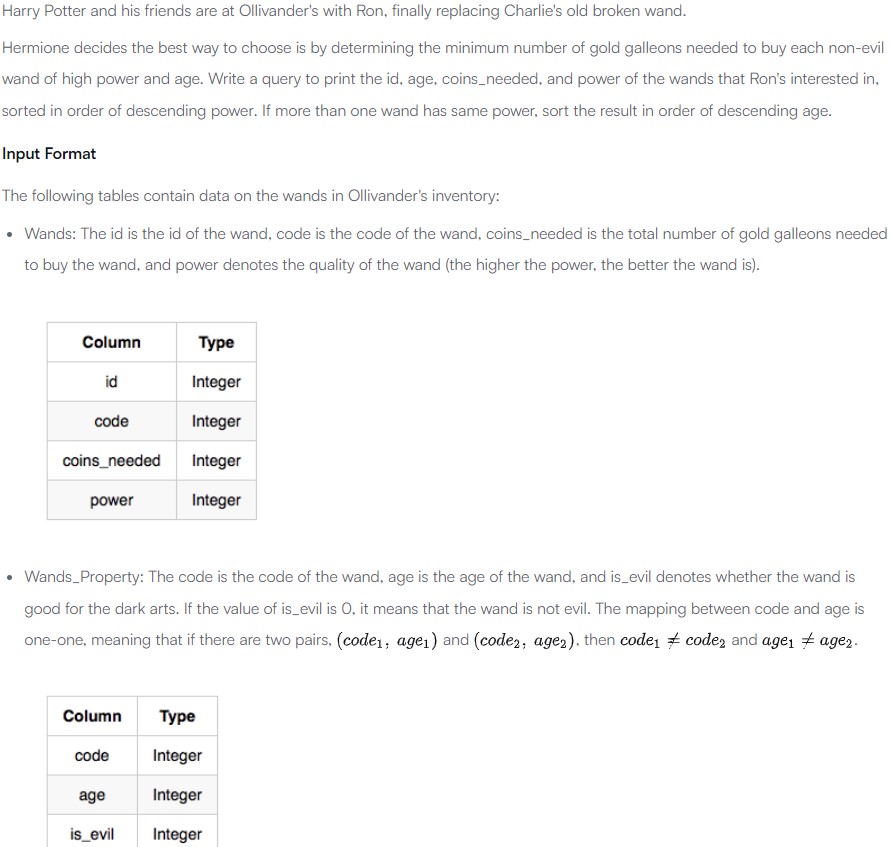 Harry Potter and his friends are at Ollivander's with Ron, finally replacing Charlie's old broken wand.
Hermione decides the best way to choose is by determining the minimum number of gold galleons needed to buy each non-evil
wand of high power and age. Write a query to print the id, age, coins_needed, and power of the wands that Ron's interested in,
sorted in order of descending power. If more than one wand has same power, sort the result in order of descending age.
Input Format
The following tables contain data on the wands in Ollivander's inventory:
• Wands: The id is the id of the wand, code is the code of the wand, coins_needed is the total number of gold galleons needed
to buy the wand, and power denotes the quality of the wand (the higher the power, the better the wand is).
Column Type
id Integer
code Integer
coins_needed Integer
power Integer
• Wands_Property: The code is the code of the wand, age is the age of the wand, and is_evil denotes whether the wand is
good for the dark arts. If the value of is_evil is 0, it means that the wand is not evil. The mapping between code and age is
one-one, meaning that if there are two pairs, (code₁, age₁) and (code₂, age₂), then code₁ ≠ code₂ and age₁ ≠ age₂.
Column Type
code Integer
age Integer
is_evil Integer